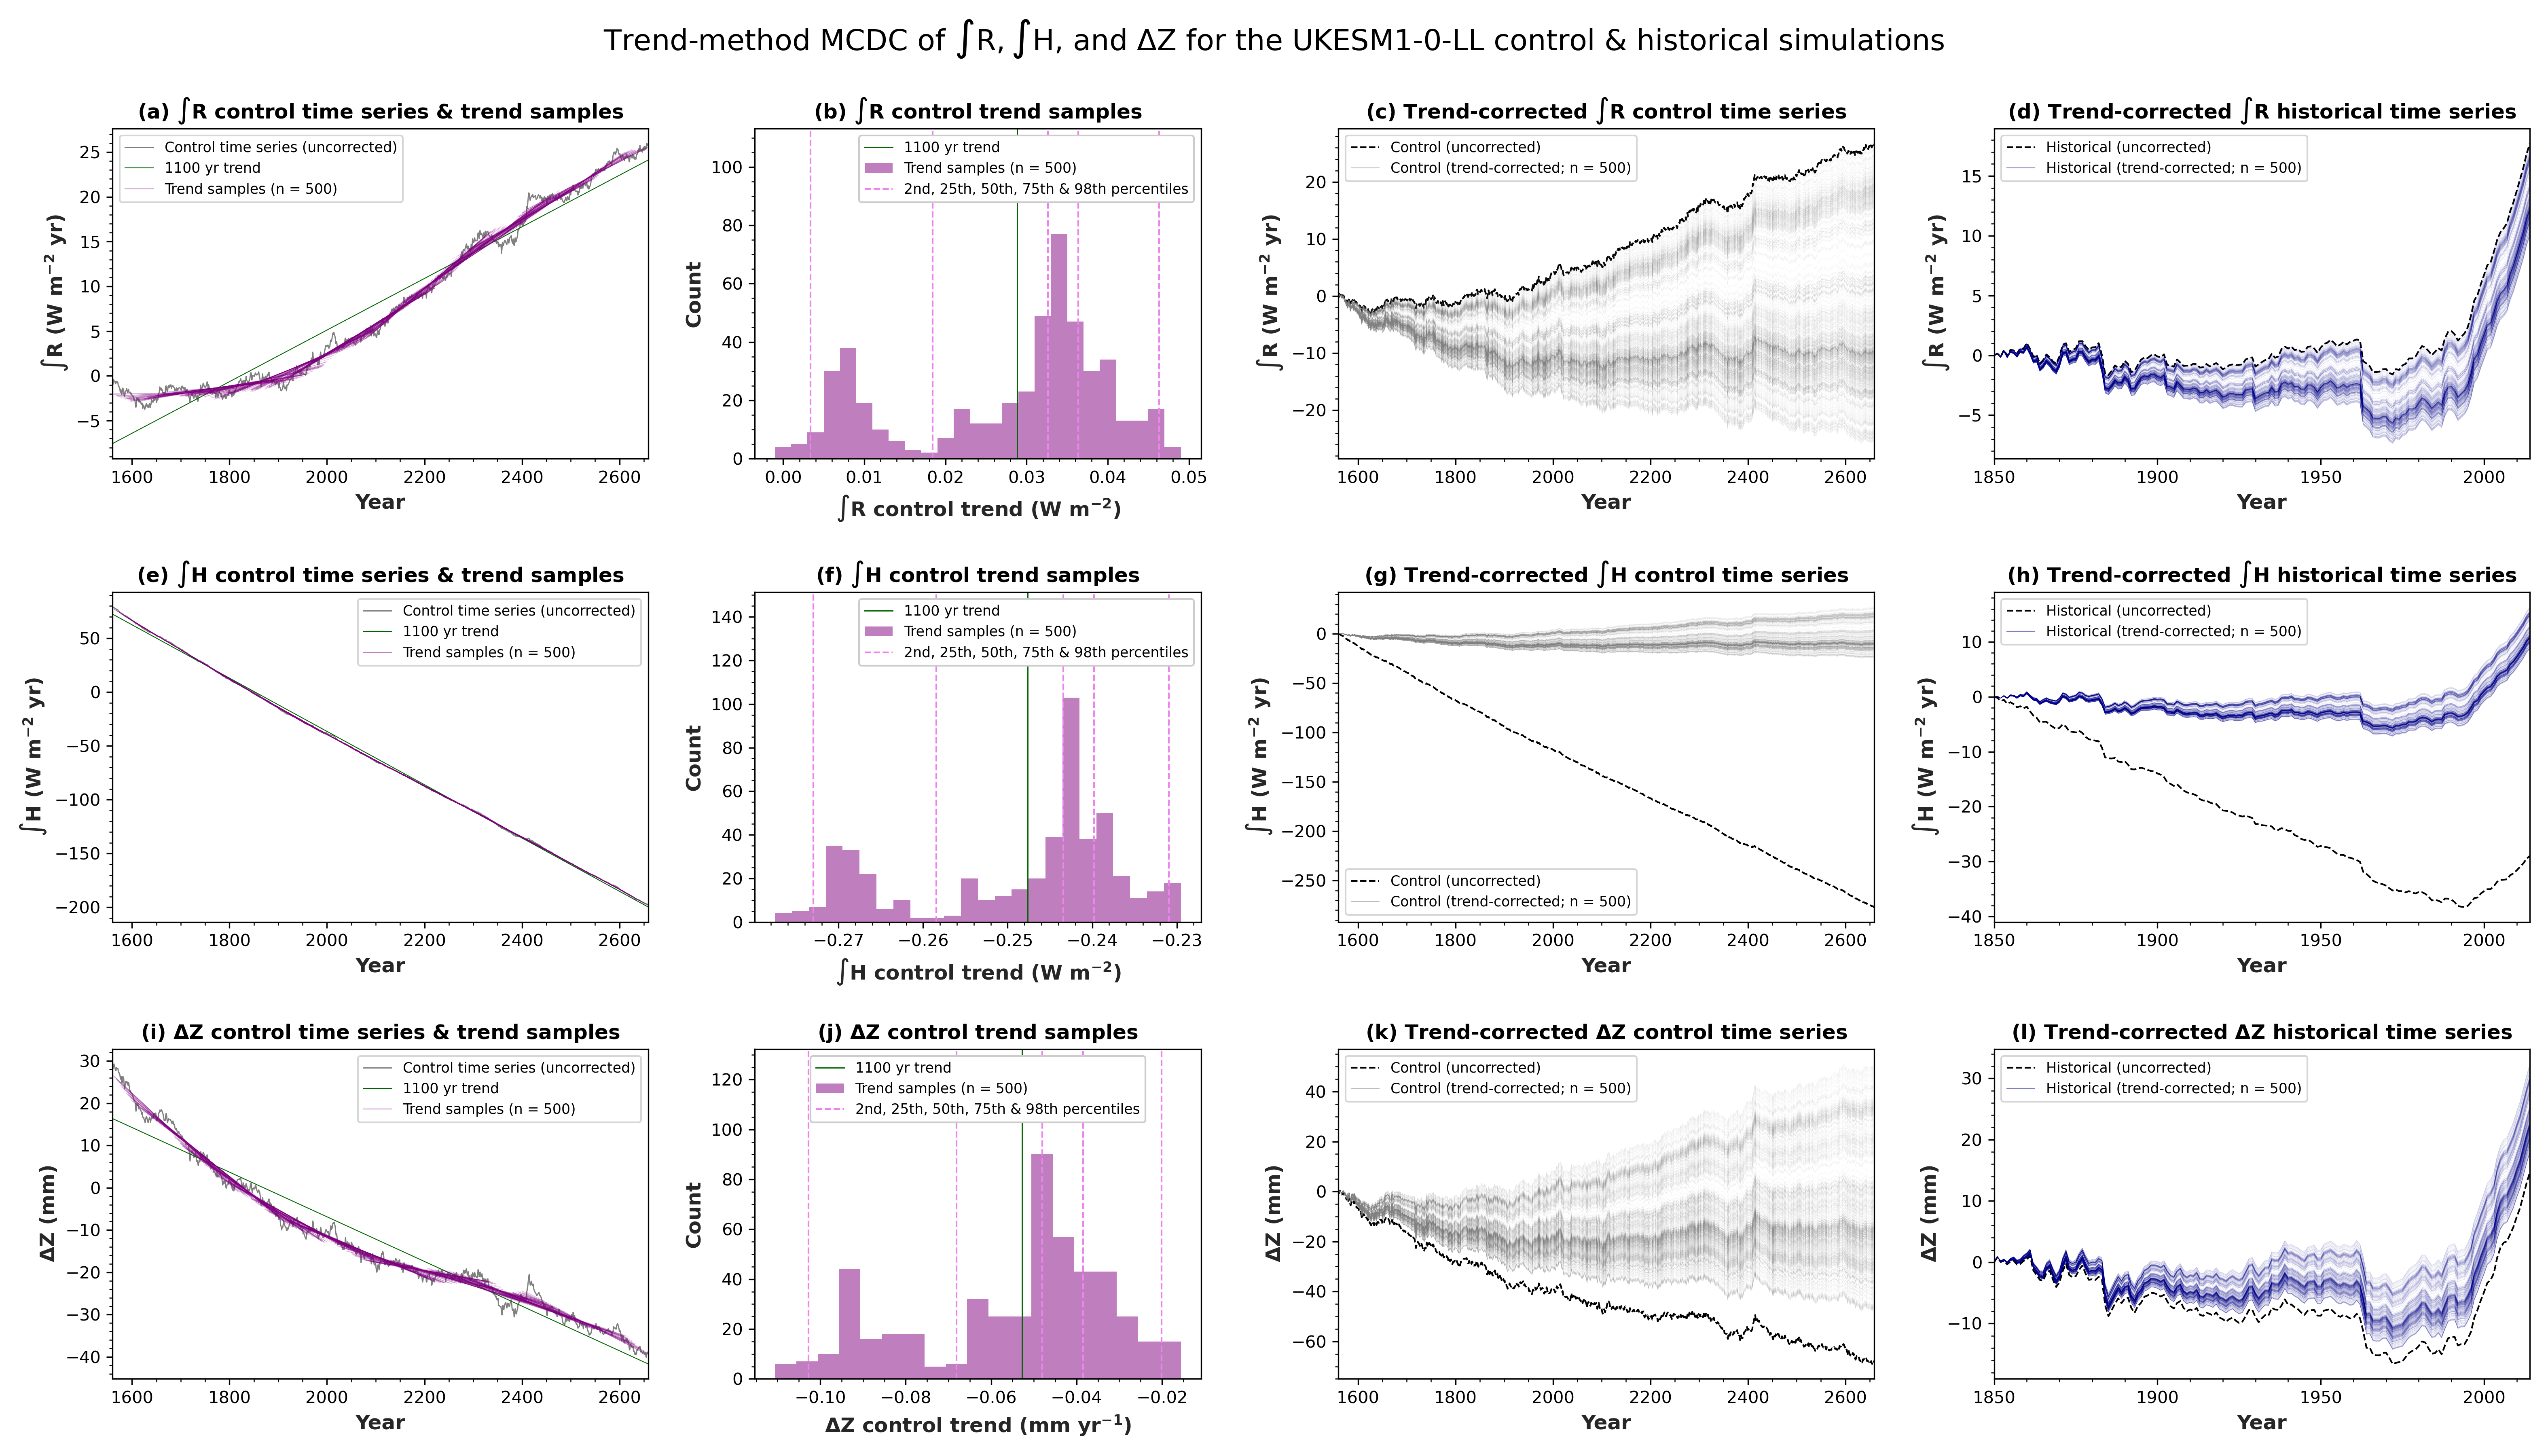 Trend-method MCDC of ∫R, ∫H, and ΔZ for the UKESM1-0-LL control & historical simulations
(a) ∫R control time series & trend samples
Control time series (uncorrected)
1100 yr trend
Trend samples (n = 500)
25
20
15
10
5
0
−5
∫R (W m⁻² yr)
1600 1800 2000 2200 2400 2600
Year
(b) ∫R control trend samples
1100 yr trend
Trend samples (n = 500)
2nd, 25th, 50th, 75th & 98th percentiles
100
80
60
40
20
0
Count
0.00 0.01 0.02 0.03 0.04 0.05
∫R control trend (W m⁻²)
(c) Trend-corrected ∫R control time series
Control (uncorrected)
Control (trend-corrected; n = 500)
20
10
0
−10
−20
∫R (W m⁻² yr)
1600 1800 2000 2200 2400 2600
Year
(d) Trend-corrected ∫R historical time series
Historical (uncorrected)
Historical (trend-corrected; n = 500)
15
10
5
0
−5
∫R (W m⁻² yr)
1850 1900 1950 2000
Year
(e) ∫H control time series & trend samples
Control time series (uncorrected)
1100 yr trend
Trend samples (n = 500)
50
0
−50
−100
−150
−200
∫H (W m⁻² yr)
1600 1800 2000 2200 2400 2600
Year
(f) ∫H control trend samples
1100 yr trend
Trend samples (n = 500)
2nd, 25th, 50th, 75th & 98th percentiles
140
120
100
80
60
40
20
0
Count
−0.27 −0.26 −0.25 −0.24 −0.23
∫H control trend (W m⁻²)
(g) Trend-corrected ∫H control time series
0
−50
−100
−150
−200
−250
∫H (W m⁻² yr)
Control (uncorrected)
Control (trend-corrected; n = 500)
1600 1800 2000 2200 2400 2600
Year
(h) Trend-corrected ∫H historical time series
Historical (uncorrected)
Historical (trend-corrected; n = 500)
10
0
−10
−20
−30
−40
∫H (W m⁻² yr)
1850 1900 1950 2000
Year
(i) ΔZ control time series & trend samples
Control time series (uncorrected)
1100 yr trend
Trend samples (n = 500)
30
20
10
0
−10
−20
−30
−40
ΔZ (mm)
1600 1800 2000 2200 2400 2600
Year
(j) ΔZ control trend samples
1100 yr trend
Trend samples (n = 500)
2nd, 25th, 50th, 75th & 98th percentiles
120
100
80
60
40
20
0
Count
−0.10 −0.08 −0.06 −0.04 −0.02
ΔZ control trend (mm yr⁻¹)
(k) Trend-corrected ΔZ control time series
Control (uncorrected)
Control (trend-corrected; n = 500)
40
20
0
−20
−40
−60
ΔZ (mm)
1600 1800 2000 2200 2400 2600
Year
(l) Trend-corrected ΔZ historical time series
Historical (uncorrected)
Historical (trend-corrected; n = 500)
30
20
10
0
−10
ΔZ (mm)
1850 1900 1950 2000
Year